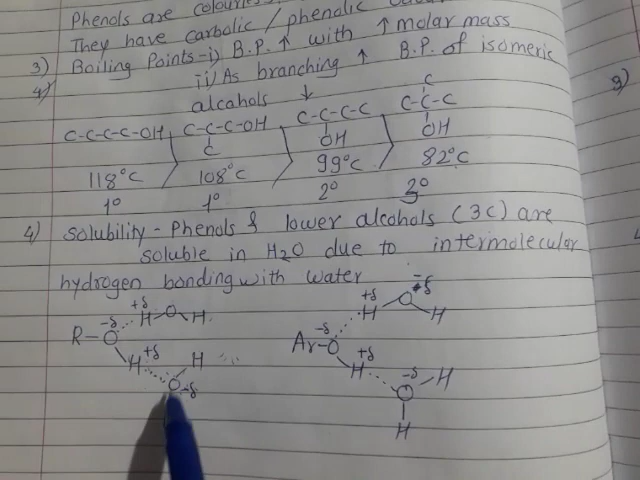 Phenols are colourless
They have carbolic / phenolic
3) Boiling Points - i) B.P. ↑ with ↑ molar mass
4) ii) As branching ↑ B.P. of isomeric
alcahols ↓
C
C-C-C-C-OH C-C-C-OH C-C-C-C C-C-C
C OH OH
118°C > 108°C > 99°C > 82°C
1° 1° 2° 3°
4) Solubility - Phenols & lower alcohols (3C) are
soluble in H2O due to intermolecular
hydrogen bonding with water
+δ +δ -δ
-δ H-O-H O
R-O -δ H H
H +δ H Ar-O +δ
O -δ H -δ H
O
H
9)